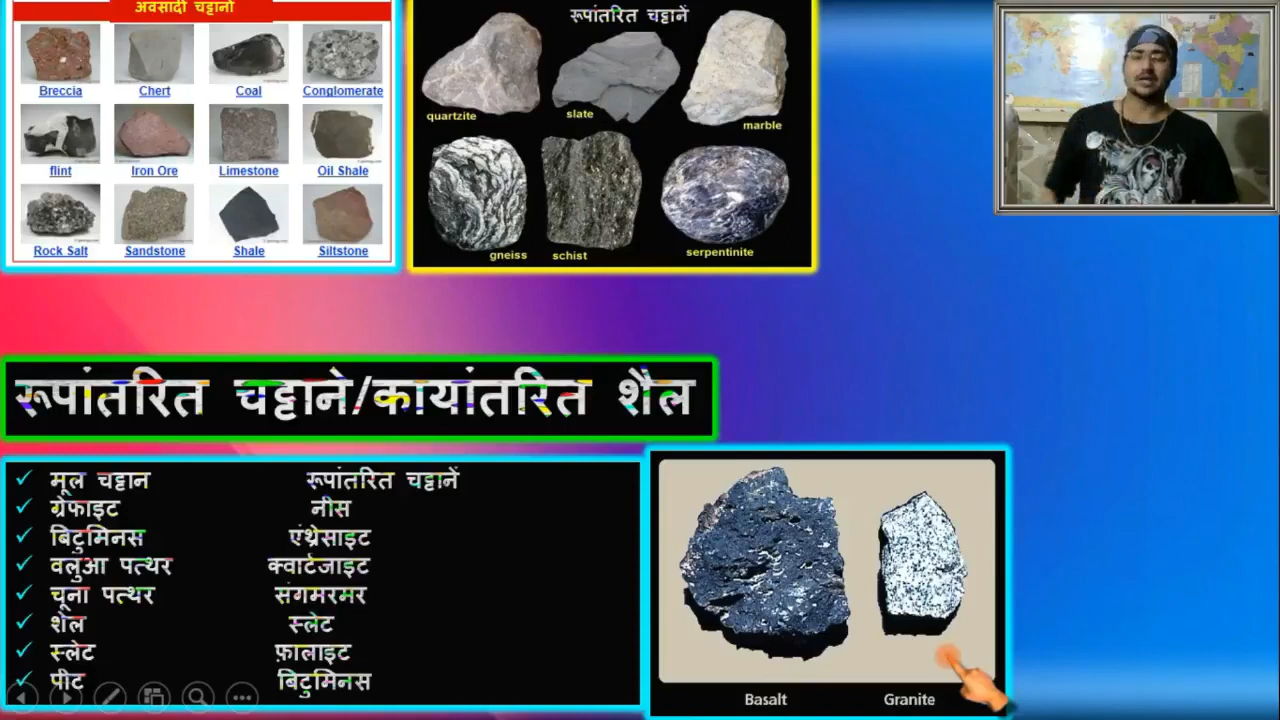 अवसादी चट्टानों
Breccia Chert Coal Conglomerate
flint Iron Ore Limestone Oil Shale
Rock Salt Sandstone Shale Siltstone
रूपांतरित चट्टानें
quartzite slate marble
gneiss schist serpentinite
रूपांतरित चट्टाने/कायांतरित शैल
मूल चट्टान रूपांतरित चट्टानें
ग्रेफाइट नीस
बिटुमिनस एंथ्रेसाइट
वलुआ पत्थर क्वार्टजाइट
चूना पत्थर संगमरमर
शेल स्लेट
स्लेट फ़ालाइट
पीट बिटुमिनस
Basalt Granite